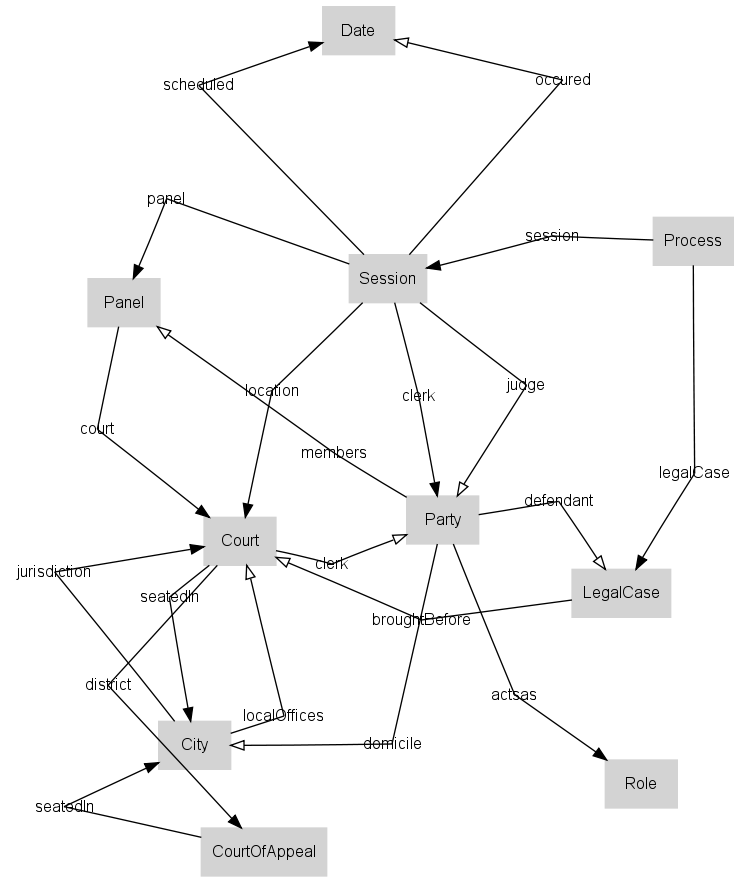 Date
scheduled
occured
panel
session
Process
Session
Panel
location
clerk
judge
court
members
legalCase
defendant
Party
Court
clerk
jurisdiction
seatedIn
LegalCase
broughtBefore
district
actsas
localOffices
City
domicile
Role
seatedIn
CourtOfAppeal